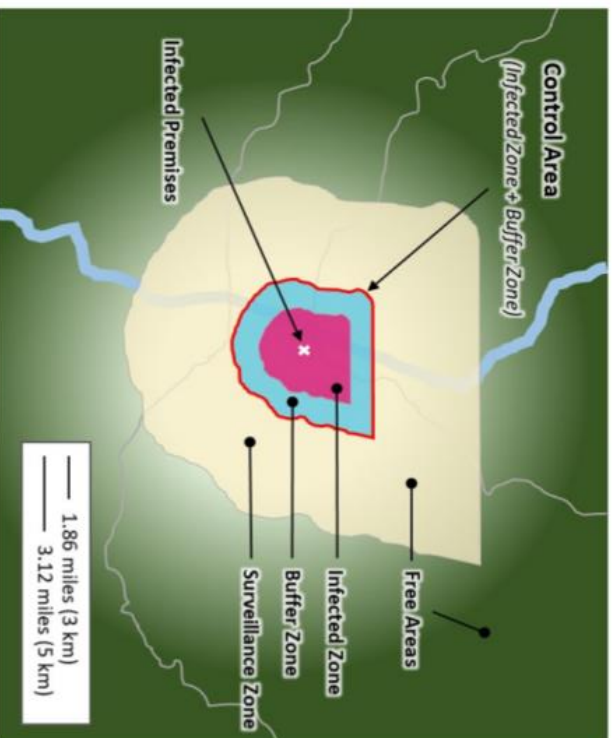 Control Area
(Infected Zone + Buffer Zone)
Infected Premises
Free Areas
Infected Zone
Buffer Zone
Surveillance Zone
1.86 miles (3 km)
3.12 miles (5 km)